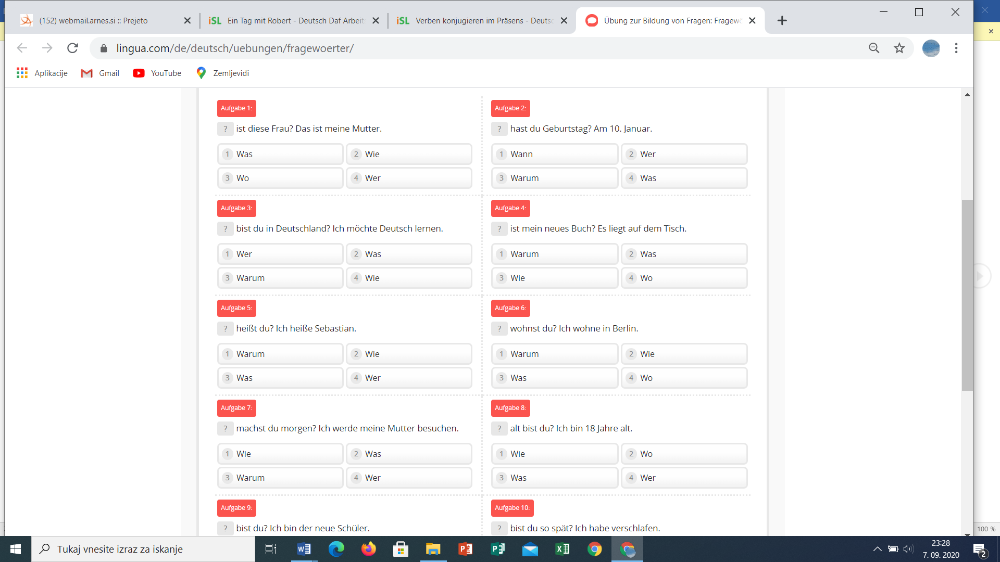 (152) webmail.arnes.si :: Prejeto
iSL Ein Tag mit Robert - Deutsch Daf Arbeits
iSL Verben konjugieren im Präsens - Deutsc
Übung zur Bildung von Fragen: Fragewö
lingua.com/de/deutsch/uebungen/fragewoerter/
Aplikacije
Gmail
YouTube
Zemljevidi
Aufgabe 1:
? ist diese Frau? Das ist meine Mutter.
1 Was
2 Wie
3 Wo
4 Wer
Aufgabe 2:
? hast du Geburtstag? Am 10. Januar.
1 Wann
2 Wer
3 Warum
4 Was
Aufgabe 3:
? bist du in Deutschland? Ich möchte Deutsch lernen.
1 Wer
2 Was
3 Warum
4 Wie
Aufgabe 4:
? ist mein neues Buch? Es liegt auf dem Tisch.
1 Warum
2 Was
3 Wie
4 Wo
Aufgabe 5:
? heißt du? Ich heiße Sebastian.
1 Warum
2 Wie
3 Was
4 Wer
Aufgabe 6:
? wohnst du? Ich wohne in Berlin.
1 Warum
2 Wie
3 Was
4 Wo
Aufgabe 7:
? machst du morgen? Ich werde meine Mutter besuchen.
1 Wie
2 Was
3 Warum
4 Wer
Aufgabe 8:
? alt bist du? Ich bin 18 Jahre alt.
1 Wie
2 Wo
3 Was
4 Wer
Aufgabe 9:
? bist du? Ich bin der neue Schüler.
Aufgabe 10:
? bist du so spät? Ich habe verschlafen.
100 %
Tukaj vnesite izraz za iskanje
23:28
7. 09. 2020
2